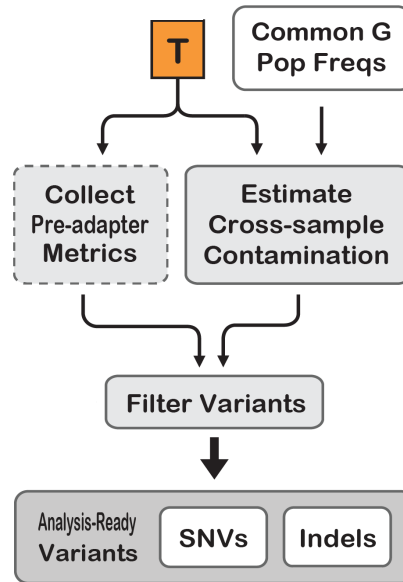 T
Common G
Pop Freqs
Collect
Pre-adapter
Metrics
Estimate
Cross-sample
Contamination
Filter Variants
Analysis-Ready
Variants
SNVs
Indels